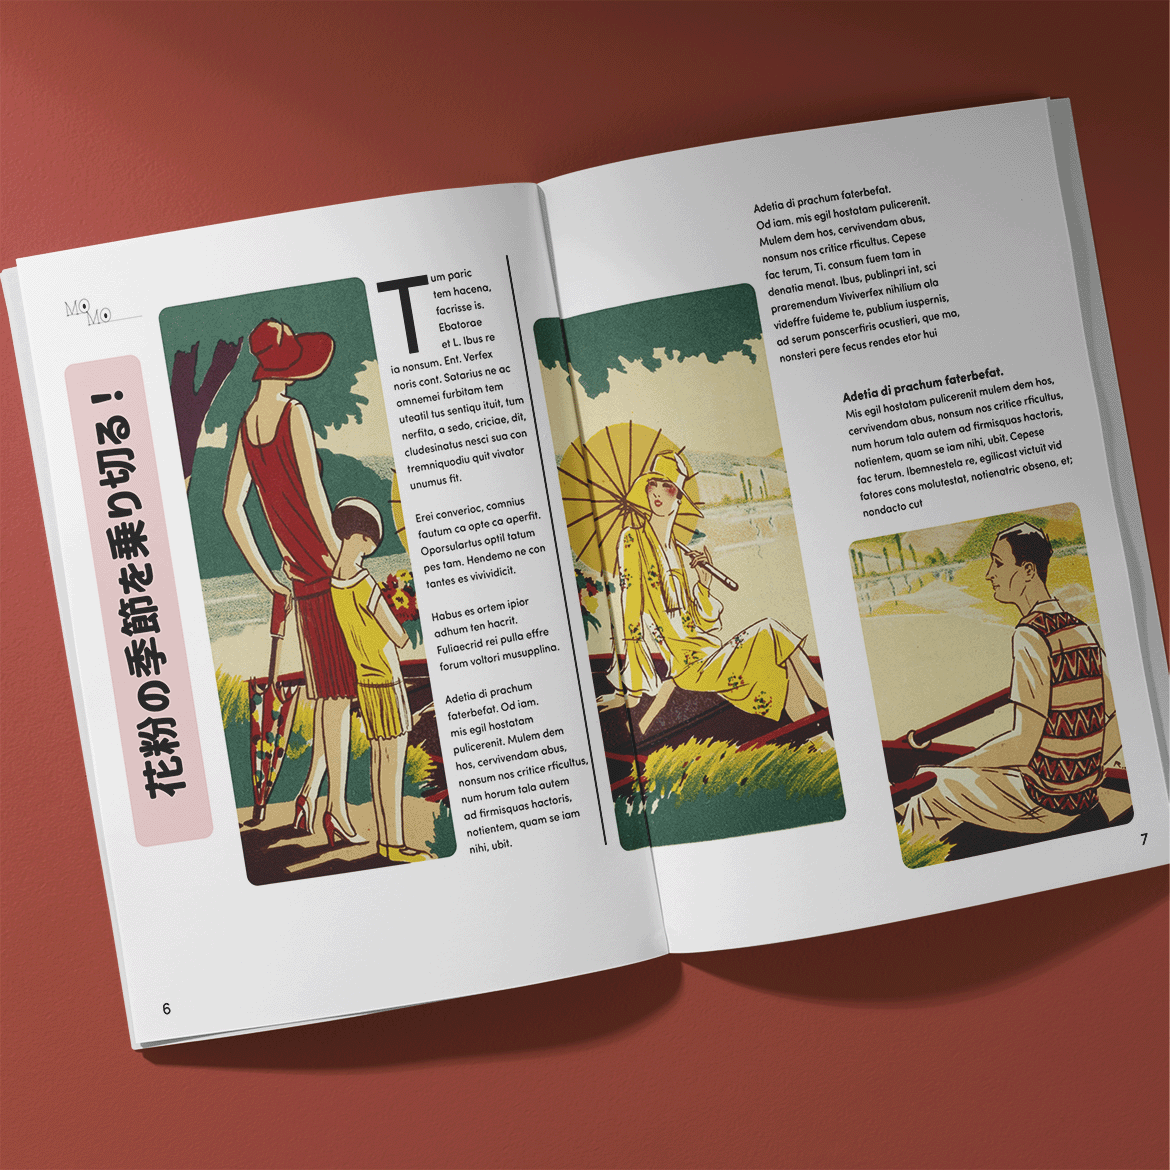 MO
MO
花粉の季節を乗り切る！
Tum paric
tem hacena,
facrisse is.
Ebatorae
et L. Ibus re
ia nonsum. Ent. Verfex
noris cont. Satarius ne ac
omnemei furbitam tem
uteatil tus sentiqu ituit, tum
nerfita, a sedo, criciae, dit,
cludesinatus nesci sua con
tremniquodiu quit vivator
unumus fit.
Erei converioc, comnius
fautum ca opte ca aperfit.
Oporsulartus optil tatum
pes tam. Hendemo ne con
tantes es vivividicit.
Habus es ortem ipior
adhum ten hacrit.
Fuliaecrid rei pulla effre
forum voltori musupplina.
Adetia di prachum
faterbefat. Od iam.
mis egil hostatam
pulicerenit. Mulem dem
hos, cervivendam abus,
nonsum nos critice rficultus,
num horum tala autem
ad firmisquas hactoris,
notientem, quam se iam
nihi, ubit.
6
Adetia di prachum faterbefat.
Od iam. mis egil hostatam pulicerenit.
Mulem dem hos, cervivendam abus,
nonsum nos critice rficultus. Cepese
fac terum, Ti. consum fuem tam in
denatia menat. Ibus, publinpri int, sci
praremendum Viviverfex nihilium ala
videffre fuideme te, publium iuspernis,
ad serum ponscerfiris ocustieri, que mo,
nonsteri pere fecus rendes etor hui
Adetia di prachum faterbefat.
Mis egil hostatam pulicerenit mulem dem hos,
cervivendam abus, nonsum nos critice rficultus,
num horum tala autem ad firmisquas hactoris,
notientem, quam se iam nihi, ubit. Cepese
fac terum. Ibemnestela re, egilicast victuit vid
fatores cons molutestat, notienatric obsena, et;
nondacto cut
7